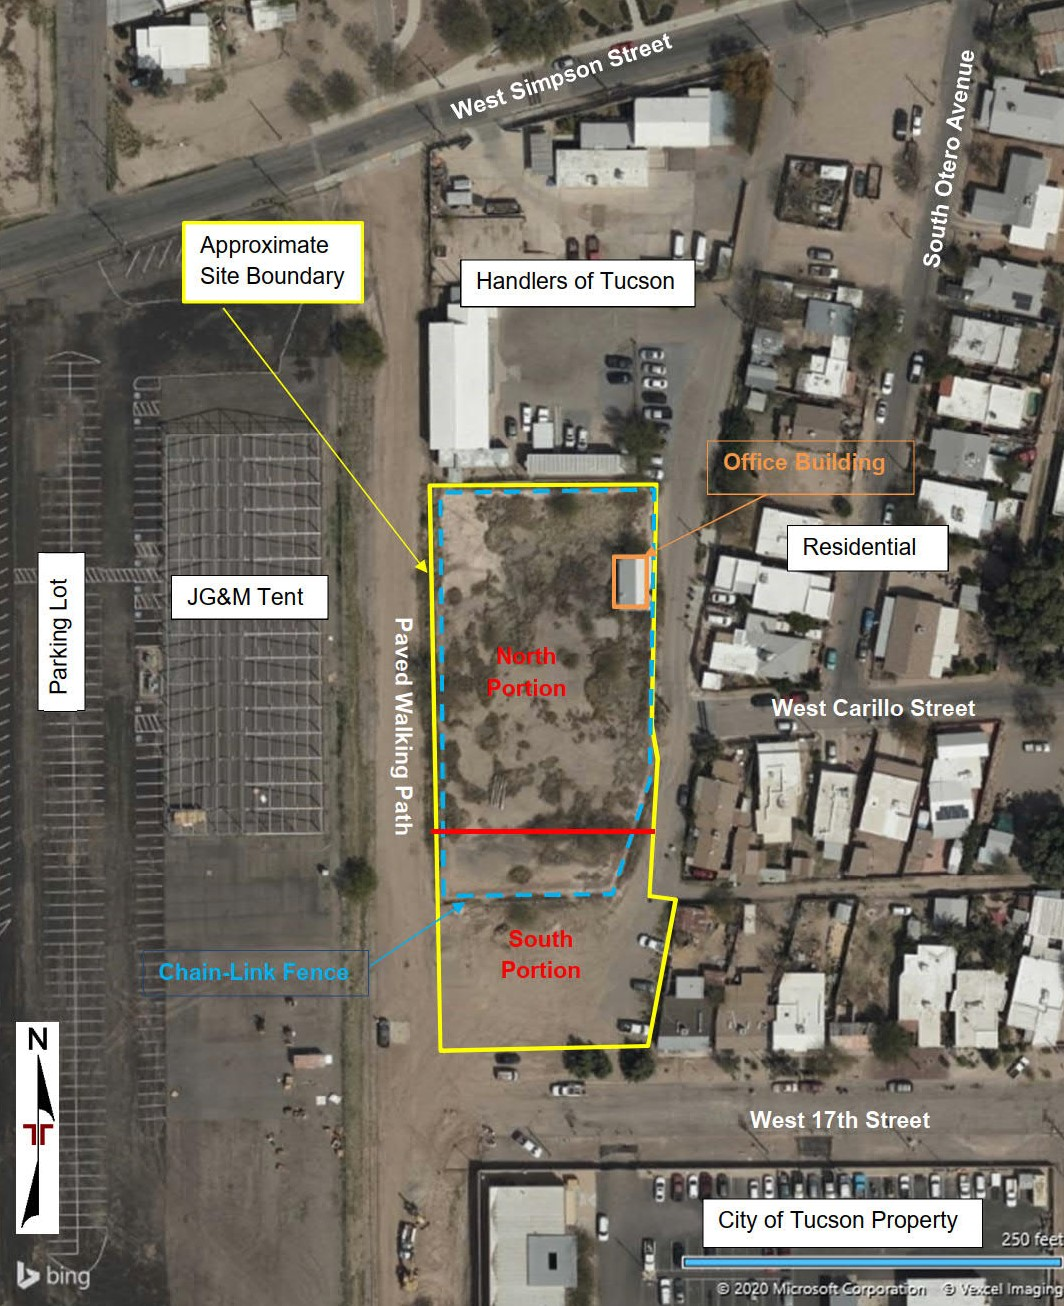 West Simpson Street
South Otero Avenue
Approximate
Site Boundary
Handlers of Tucson
Office Building
Residential
Parking Lot
JG&M Tent
Paved Walking Path
North
Portion
West Carillo Street
South
Portion
Chain-Link Fence
N
West 17th Street
City of Tucson Property
250 feet
bing
© 2020 Microsoft Corporation © Vexcel Imaging